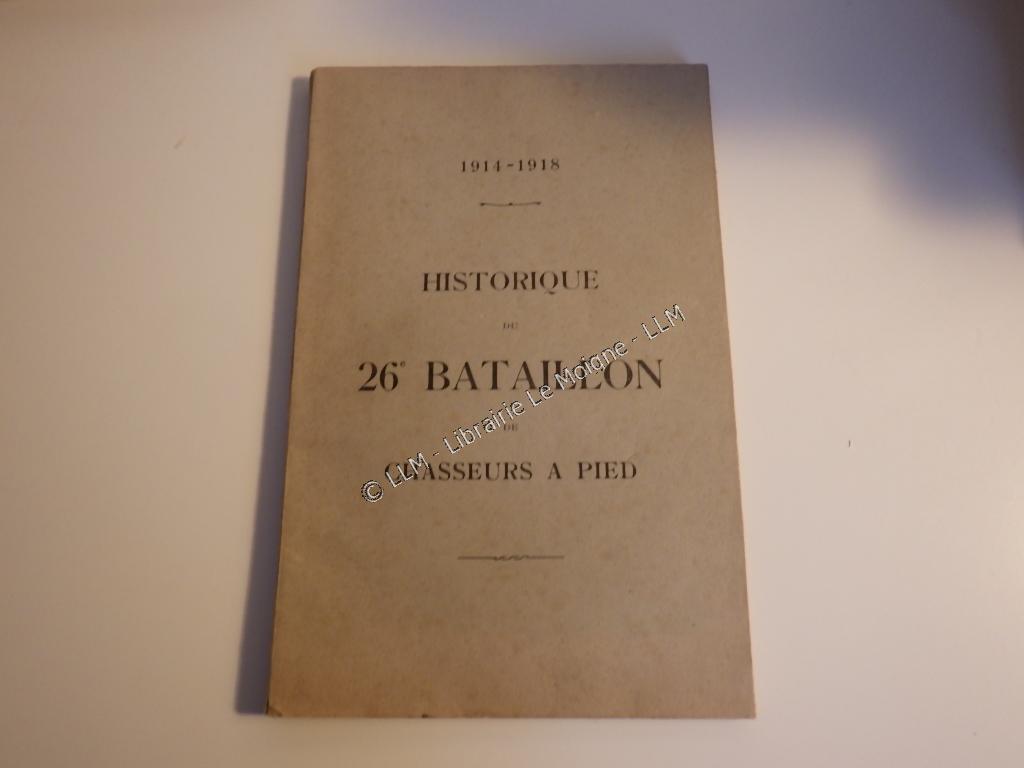 1914-1918
HISTORIQUE
DU
26e BATAILLON
DE
CHASSEURS A PIED
© LLM - Librairie Le Moigne - LLM